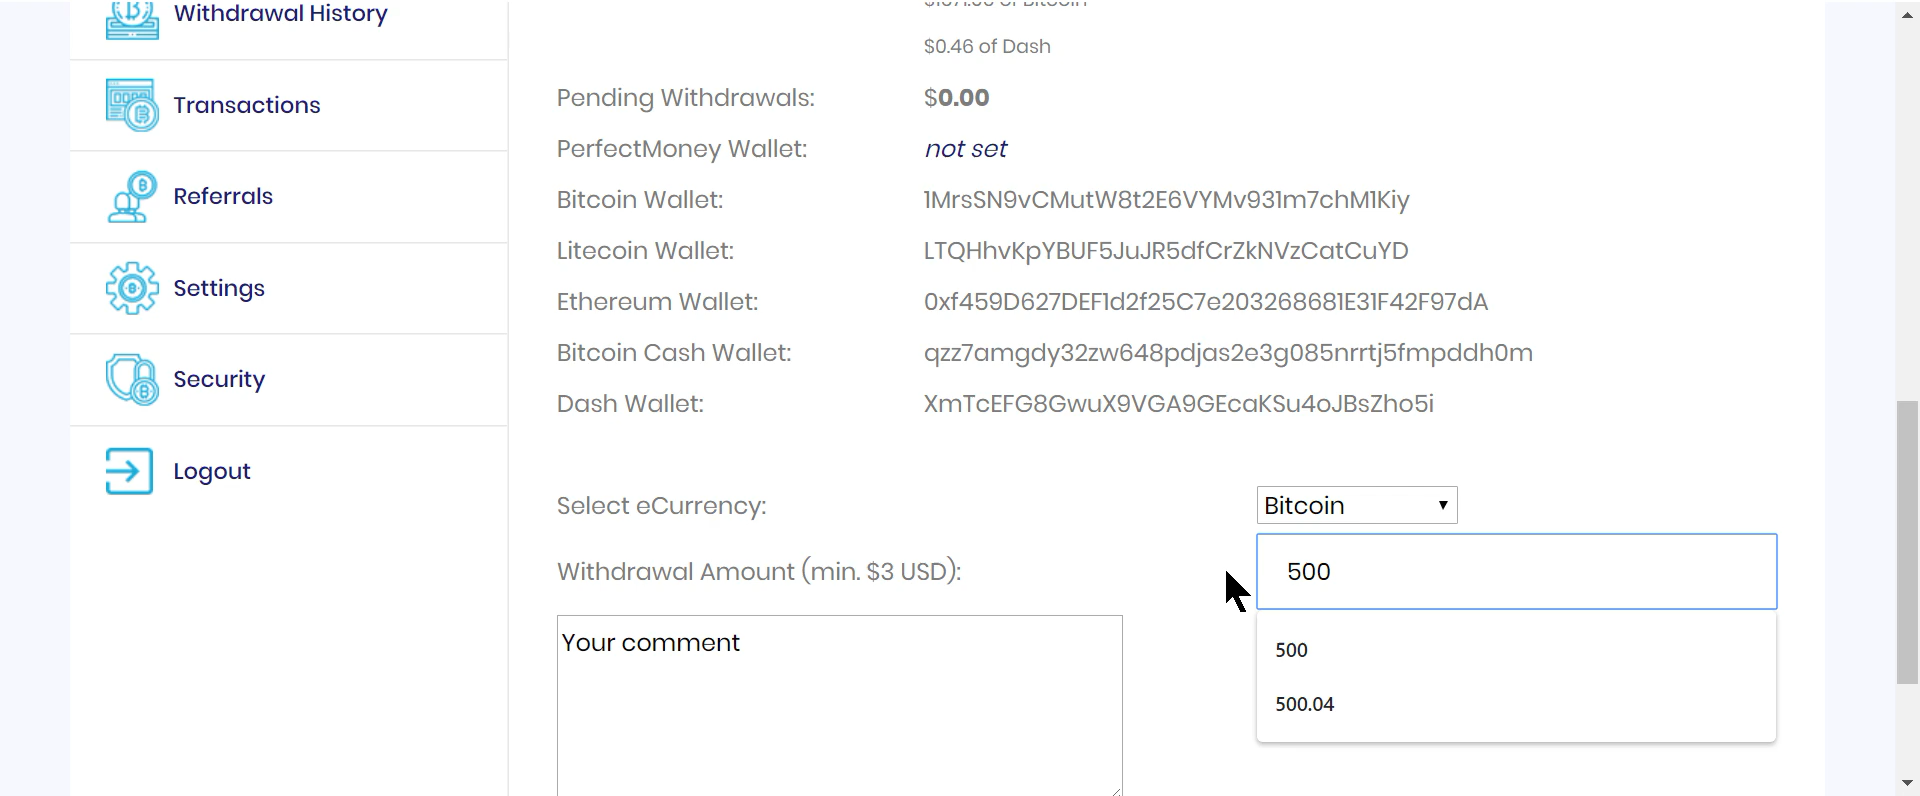 Withdrawal History
Transactions
Referrals
Settings
Security
Logout
$0.46 of Dash
Pending Withdrawals: $0.00
PerfectMoney Wallet: not set
Bitcoin Wallet: 1MrsSN9vCMutW8t2E6VYMv931m7chM1Kiy
Litecoin Wallet: LTQHhvKpYBUF5JuJR5dfCrZkNVzCatCuYD
Ethereum Wallet: 0xf459D627DEF1d2f25C7e203268681E31F42F97dA
Bitcoin Cash Wallet: qzz7amgdy32zw648pdjas2e3g085nrrtj5fmpddh0m
Dash Wallet: XmTcEFG8GwuX9VGA9GEcaKSu4oJBsZho5i
Select eCurrency: Bitcoin
Withdrawal Amount (min. $3 USD): 500
500
500.04
Your comment